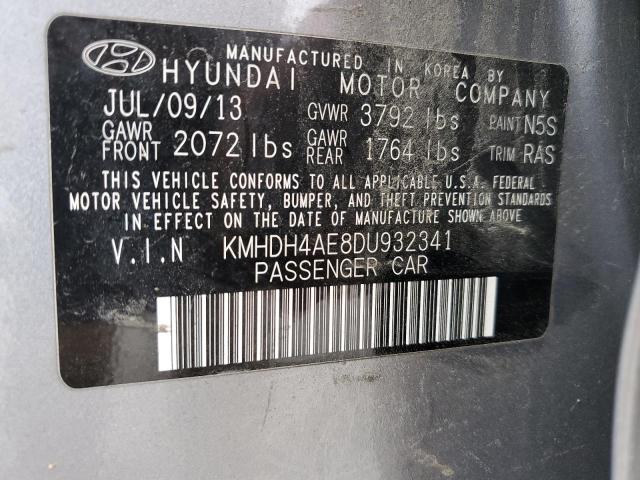 MANUFACTURED IN KOREA BY
HYUNDAI MOTOR COMPANY
JUL/09/13 GVWR 3792 lbs PAINT N5S
GAWR FRONT 2072 lbs GAWR REAR 1764 lbs TRIM RAS
THIS VEHICLE CONFORMS TO ALL APPLICABLE U.S.A. FEDERAL
MOTOR VEHICLE SAFETY, BUMPER, AND THEFT PREVENTION STANDARDS
IN EFFECT ON THE DATE OF MANUFACTURE SHOWN ABOVE
V.I.N KMHDH4AE8DU932341
PASSENGER CAR